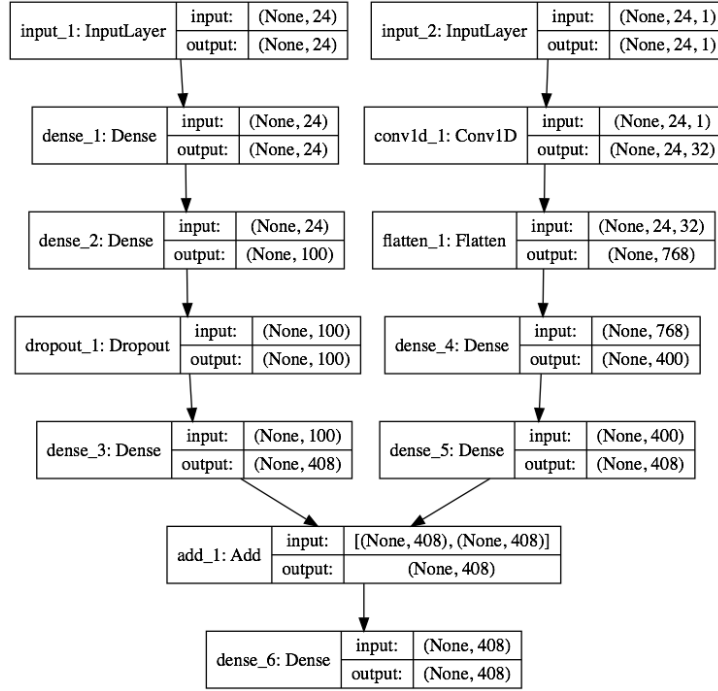 input_1: InputLayer input: (None, 24)
output: (None, 24)
input_2: InputLayer input: (None, 24, 1)
output: (None, 24, 1)
dense_1: Dense input: (None, 24)
output: (None, 24)
conv1d_1: Conv1D input: (None, 24, 1)
output: (None, 24, 32)
dense_2: Dense input: (None, 24)
output: (None, 100)
flatten_1: Flatten input: (None, 24, 32)
output: (None, 768)
dropout_1: Dropout input: (None, 100)
output: (None, 100)
dense_4: Dense input: (None, 768)
output: (None, 400)
dense_3: Dense input: (None, 100)
output: (None, 408)
dense_5: Dense input: (None, 400)
output: (None, 408)
add_1: Add input: [(None, 408), (None, 408)]
output: (None, 408)
dense_6: Dense input: (None, 408)
output: (None, 408)